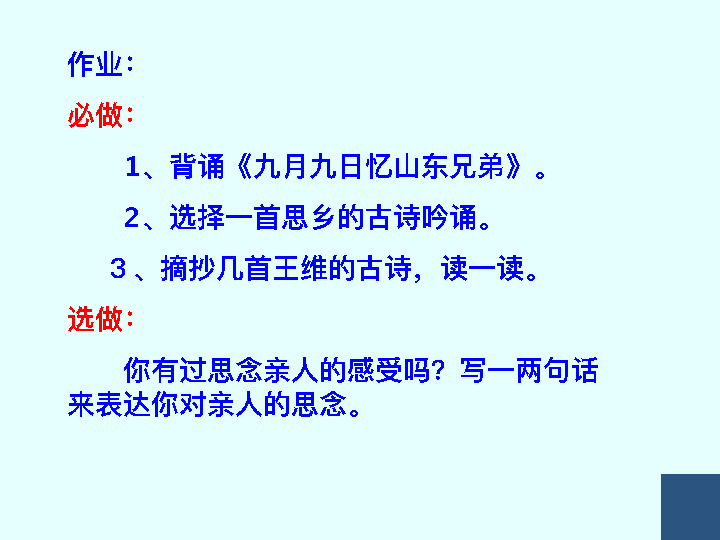 作业：
必做：
1、背诵《九月九日忆山东兄弟》。
2、选择一首思乡的古诗吟诵。
３、摘抄几首王维的古诗，读一读。
选做：
你有过思念亲人的感受吗？写一两句话
来表达你对亲人的思念。